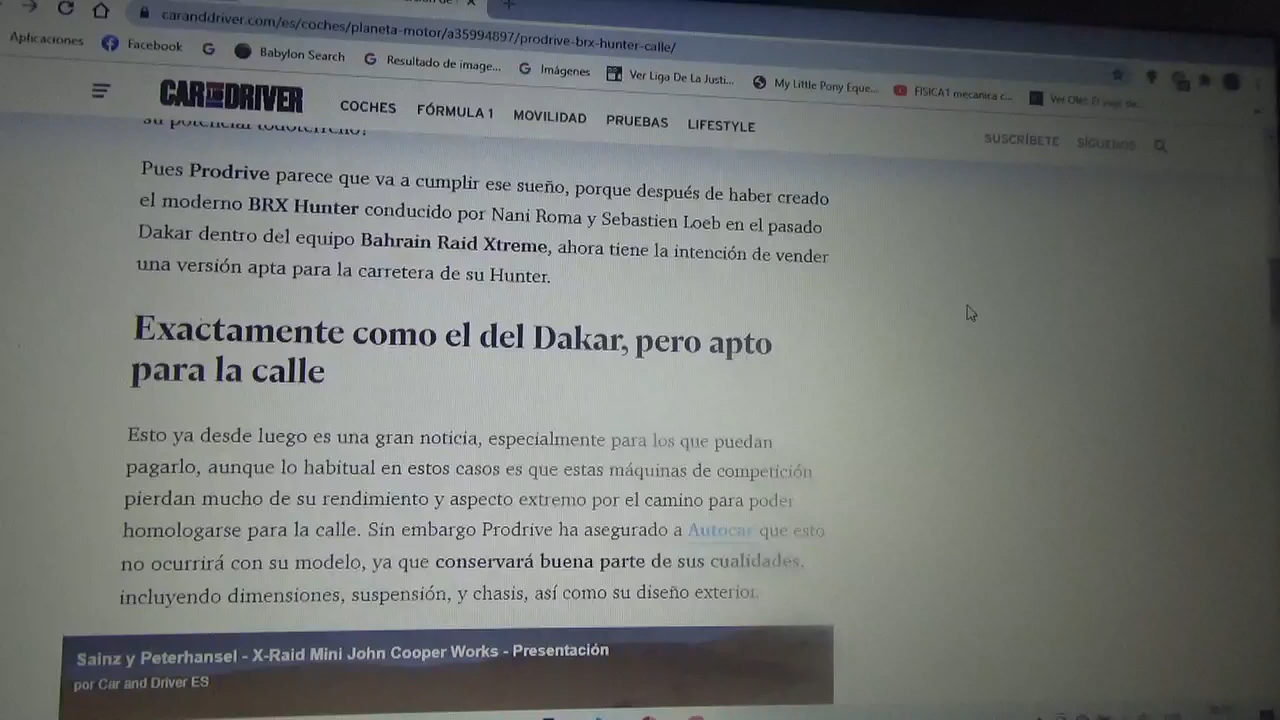 caranddriver.com/es/coches/planeta-motor/a35994897/prodrive-brx-hunter-calle/
Aplicaciones Facebook Babylon Search Resultado de image... Imágenes Ver Liga De La Justi... My Little Pony Eque... FISICA1 mecanica c...
CAR AND DRIVER COCHES FÓRMULA 1 MOVILIDAD PRUEBAS LIFESTYLE SUSCRÍBETE SÍGUENOS
su potencial todoterreno?
Pues Prodrive parece que va a cumplir ese sueño, porque después de haber creado
el moderno BRX Hunter conducido por Nani Roma y Sebastien Loeb en el pasado
Dakar dentro del equipo Bahrain Raid Xtreme, ahora tiene la intención de vender
una versión apta para la carretera de su Hunter.
Exactamente como el del Dakar, pero apto
para la calle
Esto ya desde luego es una gran noticia, especialmente para los que puedan
pagarlo, aunque lo habitual en estos casos es que estas máquinas de competición
pierdan mucho de su rendimiento y aspecto extremo por el camino para poder
homologarse para la calle. Sin embargo Prodrive ha asegurado a Autocar que esto
no ocurrirá con su modelo, ya que conservará buena parte de sus cualidades,
incluyendo dimensiones, suspensión, y chasis, así como su diseño exterior.
Sainz y Peterhansel - X-Raid Mini John Cooper Works - Presentación
por Car and Driver ES